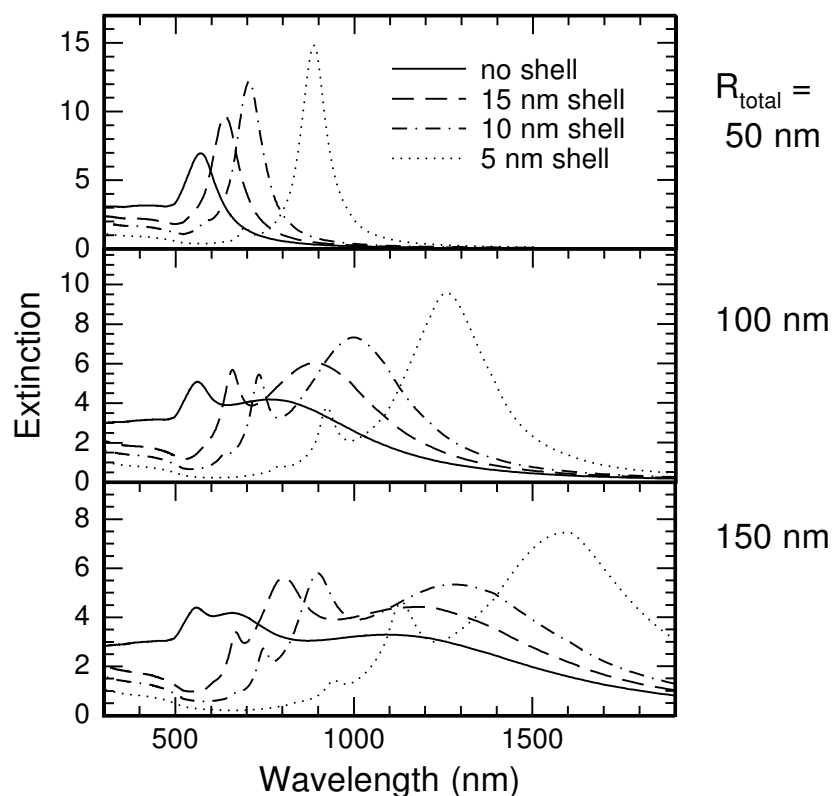 15
10
5
0
no shell
15 nm shell
10 nm shell
5 nm shell
R_total =
50 nm
10
8
6
4
2
0
100 nm
Extinction
8
6
4
2
0
150 nm
500 1000 1500
Wavelength (nm)